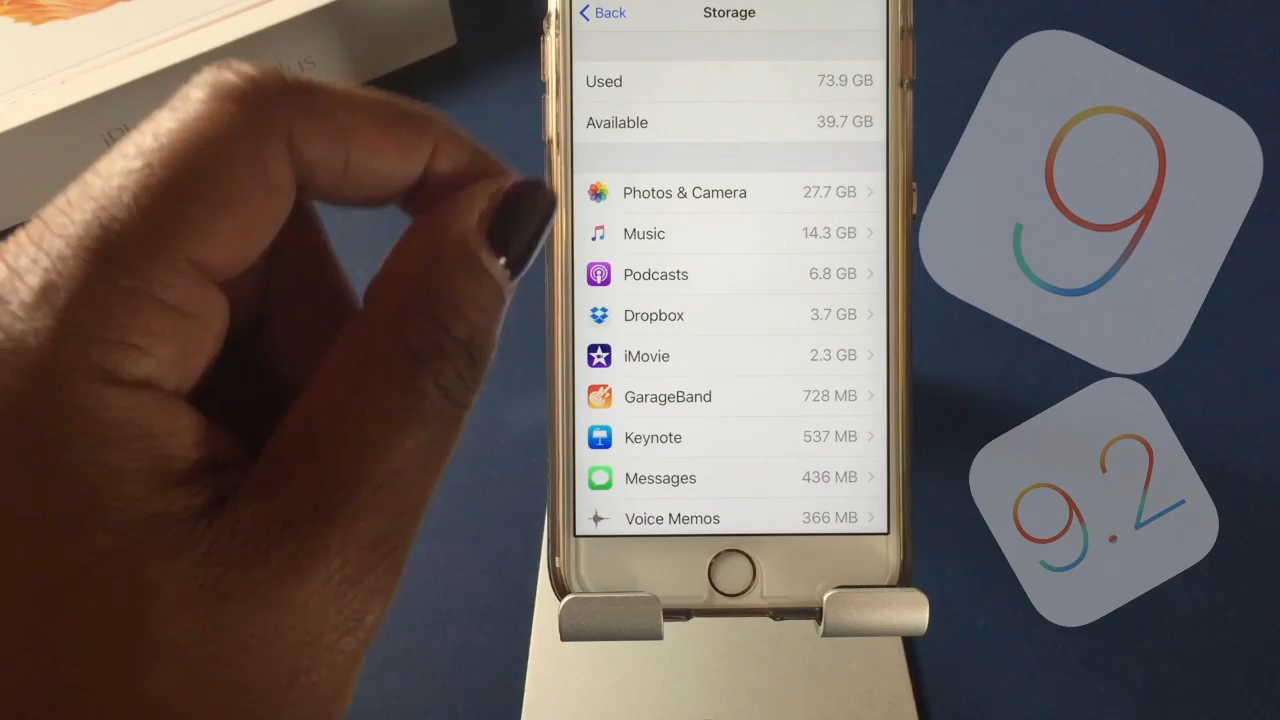 Back Storage
Used 73.9 GB
Available 39.7 GB
Photos & Camera 27.7 GB
Music 14.3 GB
Podcasts 6.8 GB
Dropbox 3.7 GB
iMovie 2.3 GB
GarageBand 728 MB
Keynote 537 MB
Messages 436 MB
Voice Memos 366 MB
9
9.2